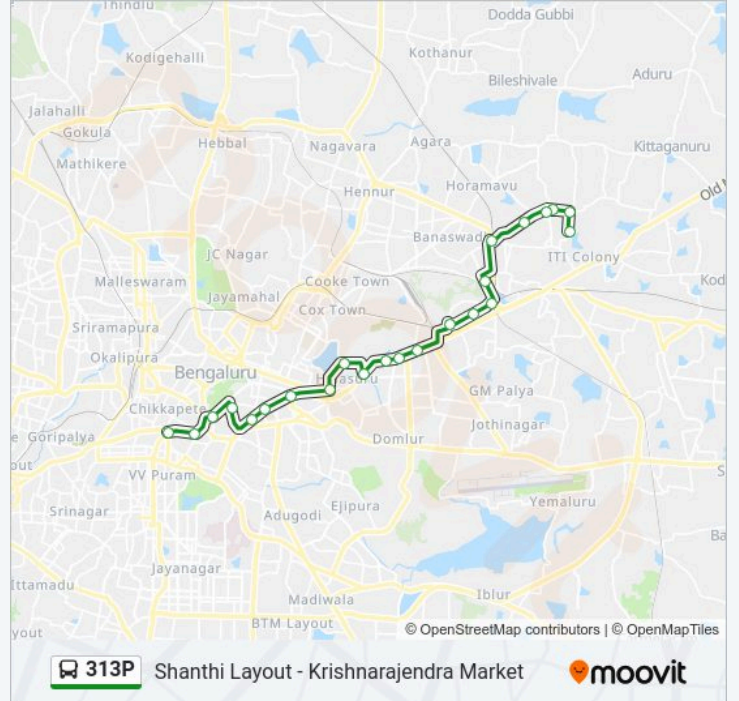 Thindlu
Dodda Gubbi
Kodigehalli
Kothanur
Bileshivale
Aduru
Jalahalli
Gokula
Hebbal
Nagavara
Agara
Kittaganuru
Mathikere
Hennur
Horamavu
Old
Banaswad
JC Nagar
ITI Colony
Malleswaram
Cooke Town
Kod
Jayamahal
Cox Town
Sriramapura
Okalipura
Bengaluru
GM Palya
Chikkapete
Jothinagar
e Goripalya
Domlur
out
VV Puram
S
Srinagar
Adugodi
Ejipura
Yemaluru
Ba
Jayanagar
Ittamadu
Madiwala
Iblur
BTM Layout
yout
© OpenStreetMap contributors | © OpenMapTiles
313P Shanthi Layout - Krishnarajendra Market moovit